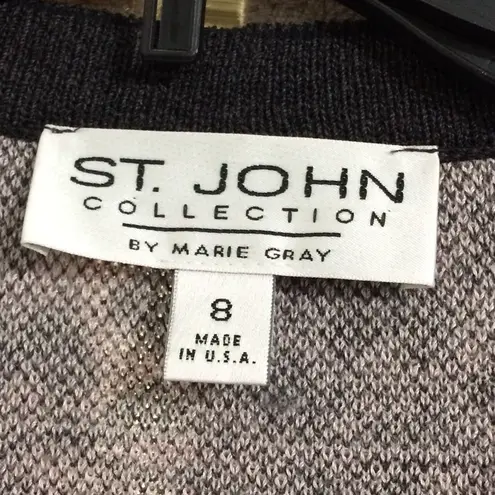 ST. JOHN
COLLECTION
BY MARIE GRAY
8
MADE
IN U.S.A.